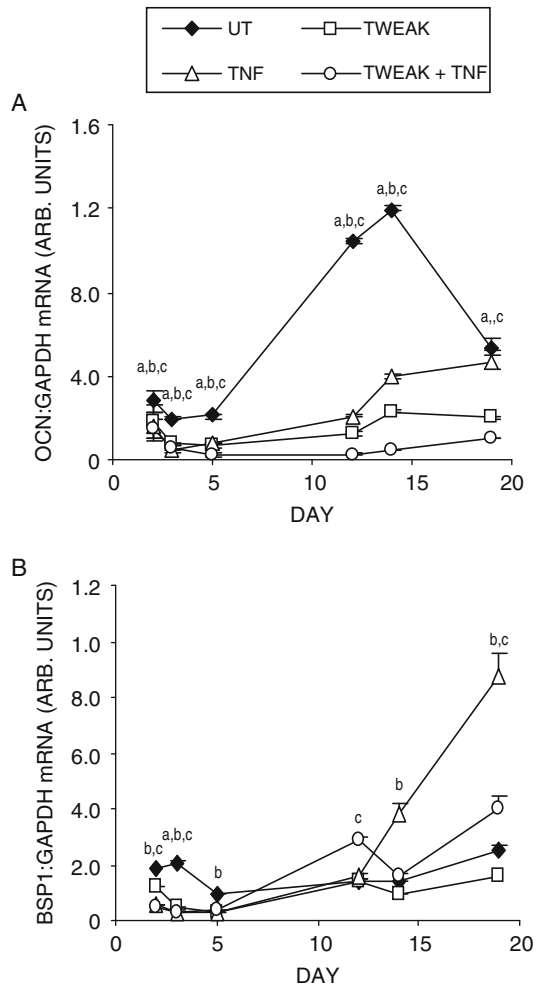 UT TWEAK
TNF TWEAK + TNF
A
OCN:GAPDH mRNA (ARB. UNITS)
1.6
1.2
8.0
4.0
0
a,b,c
a,b,c
a,b,c
a,b,c
a,b,c
a,,c
0 5 10 15 20
DAY
B
BSP1:GAPDH mRNA (ARB. UNITS)
1.2
1.0
8.0
6.0
4.0
2.0
0
b,c
a,b,c
b
c
b
b,c
0 5 10 15 20
DAY